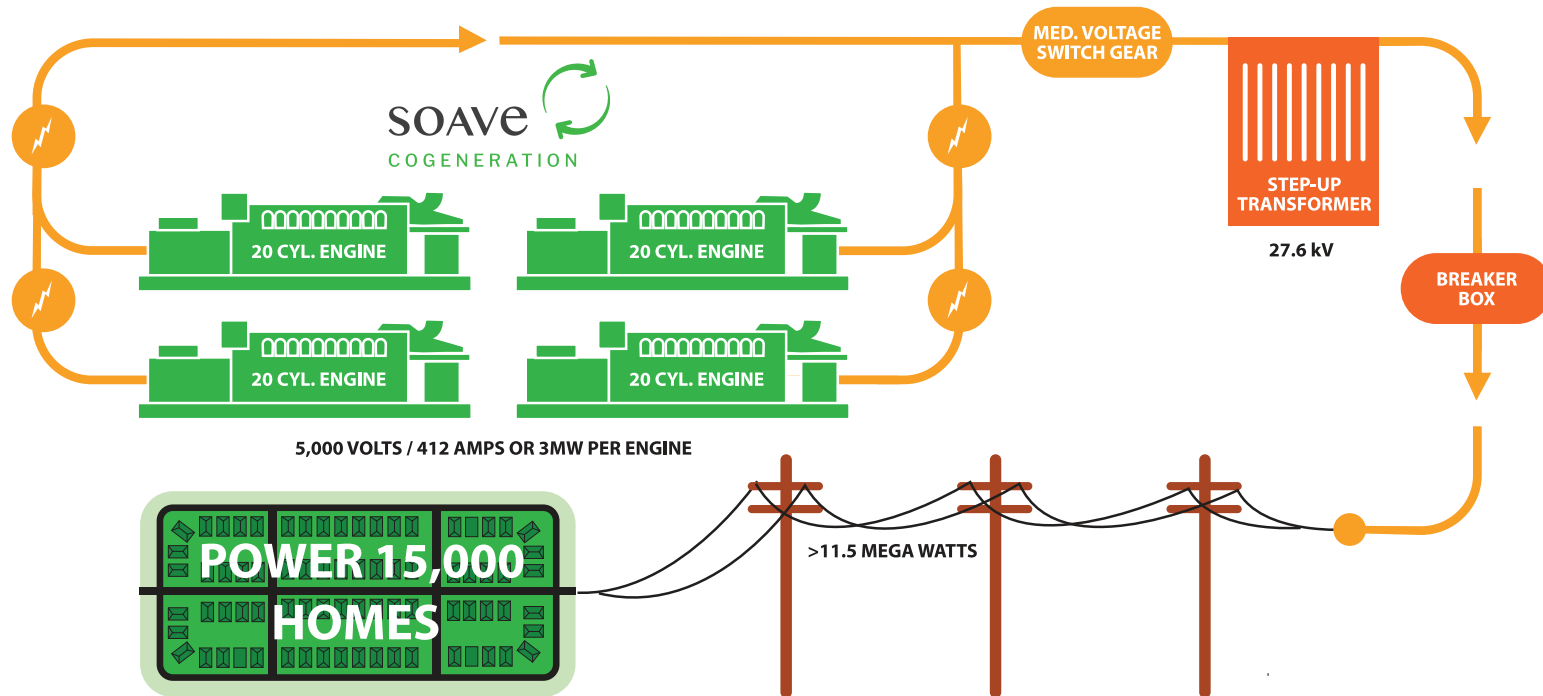 MED. VOLTAGE
SWITCH GEAR
soave
COGENERATION
STEP-UP
TRANSFORMER
27.6 kV
20 CYL. ENGINE
20 CYL. ENGINE
BREAKER
BOX
20 CYL. ENGINE
20 CYL. ENGINE
5,000 VOLTS / 412 AMPS OR 3MW PER ENGINE
>11.5 MEGA WATTS
POWER 15,000
HOMES